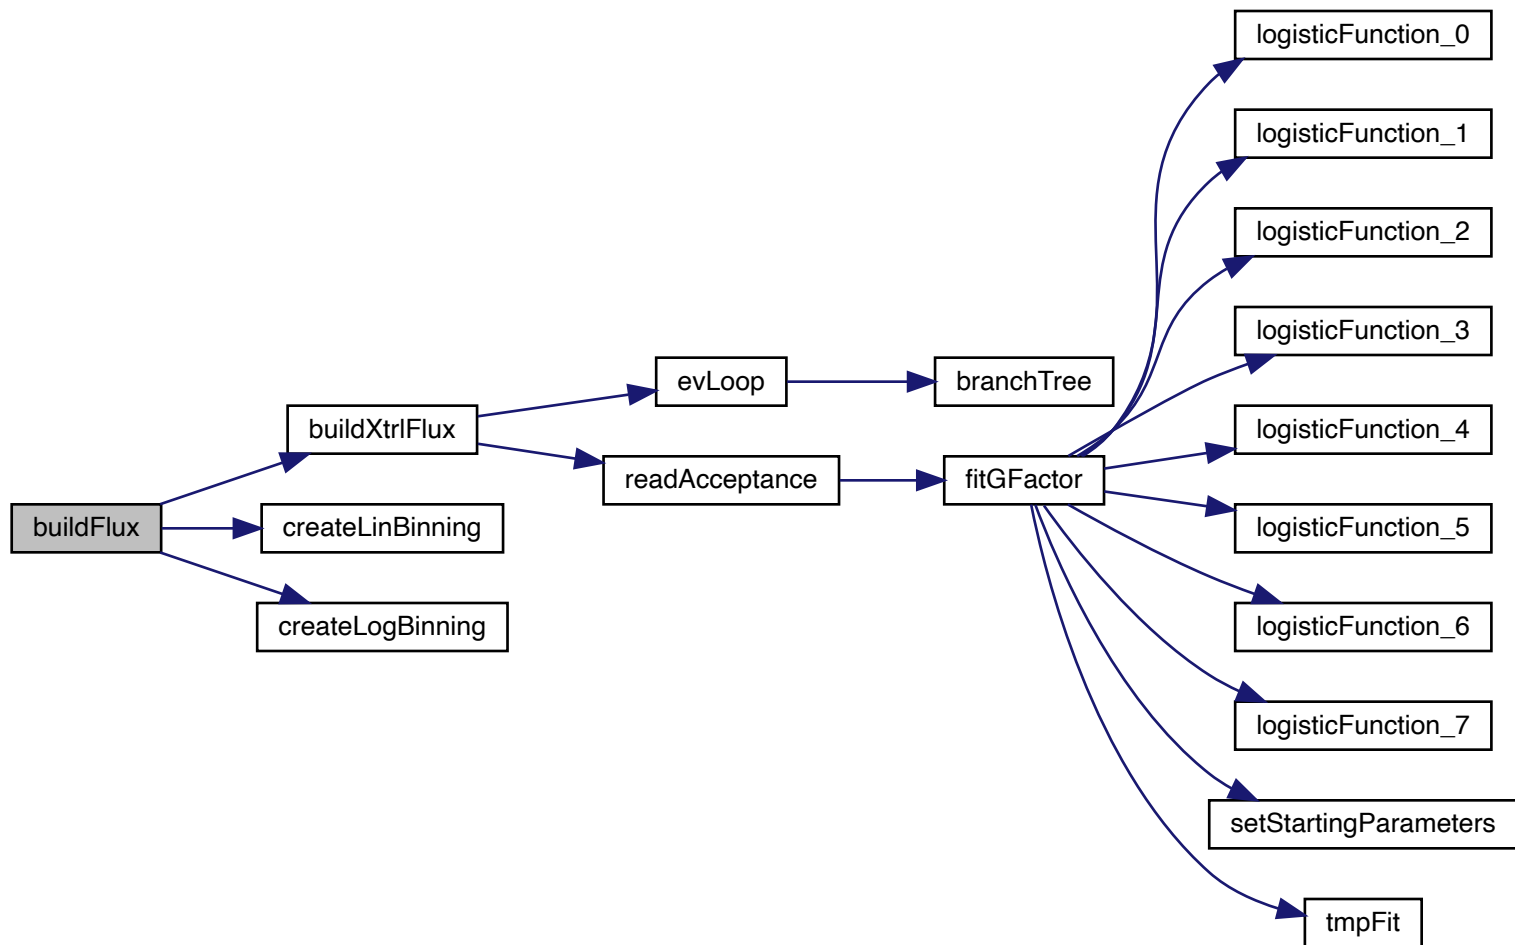 logisticFunction_0
logisticFunction_1
logisticFunction_2
logisticFunction_3
evLoop
branchTree
buildXtrlFlux
logisticFunction_4
readAcceptance
fitGFactor
buildFlux
createLinBinning
logisticFunction_5
createLogBinning
logisticFunction_6
logisticFunction_7
setStartingParameters
tmpFit